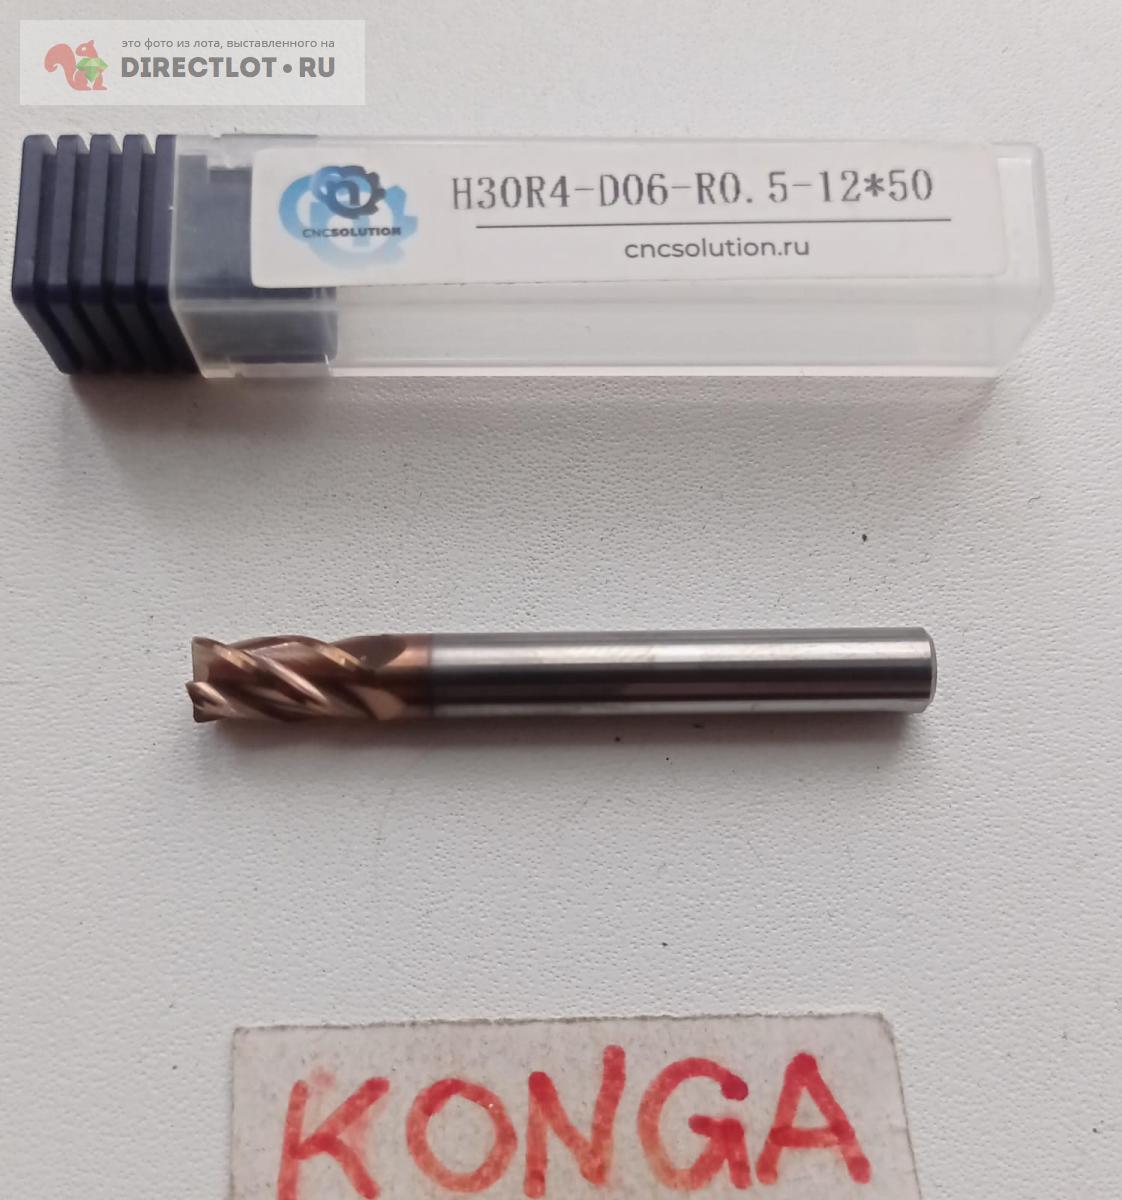 это фото из лота, выставленного на
DIRECTLOT•RU
H30R4-D06-R0.5-12*50
CNCSOLUTION
cncsolution.ru
KONGA